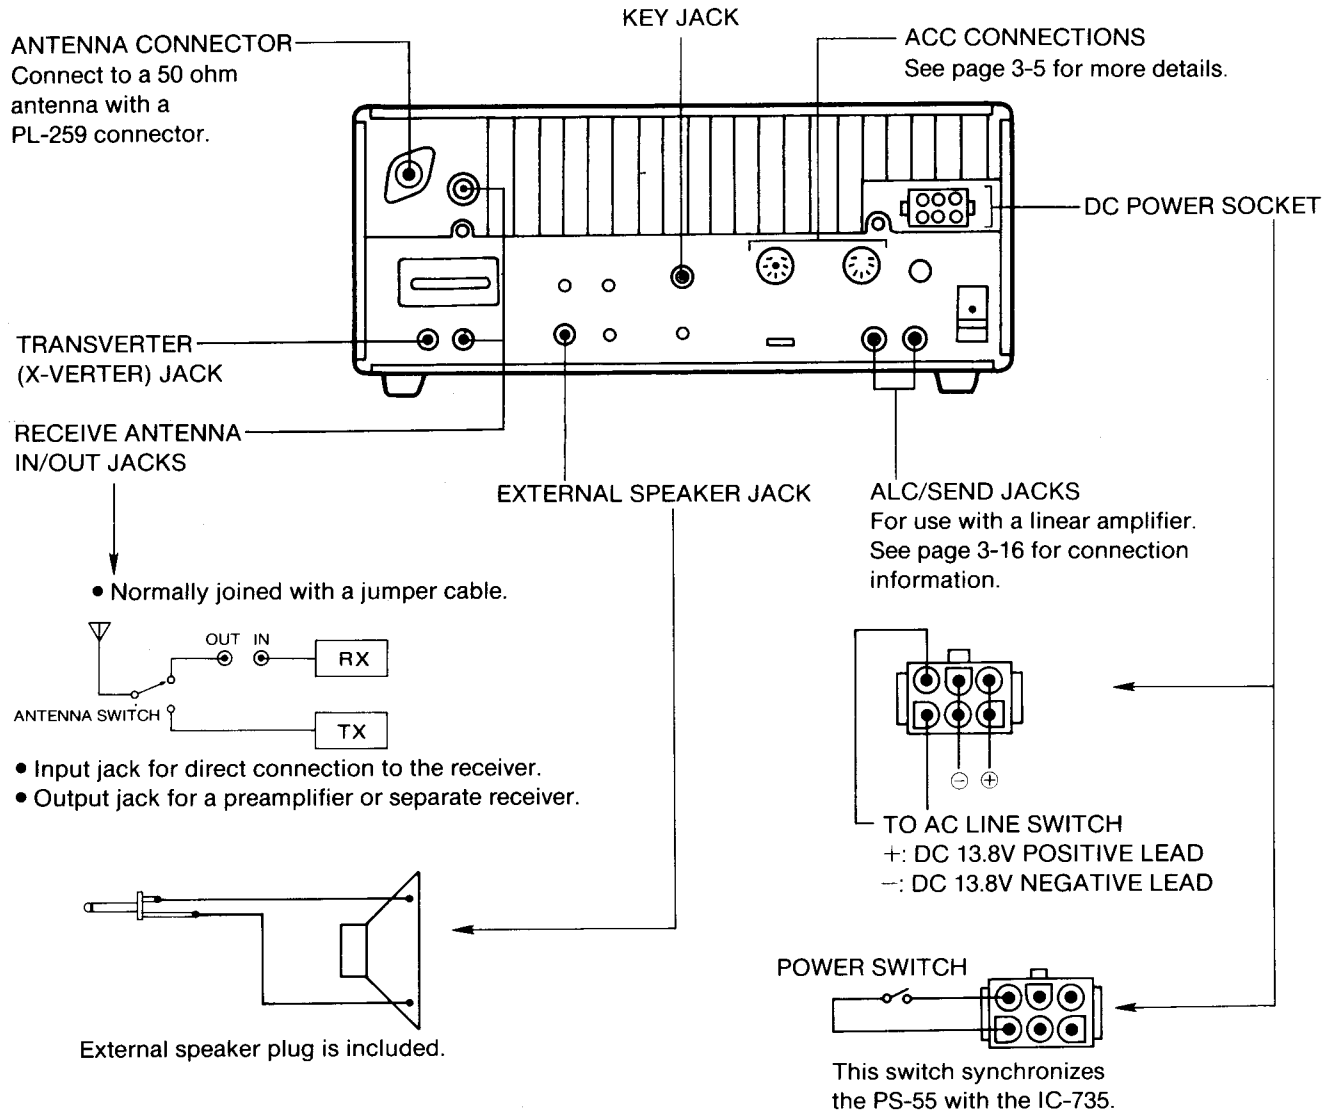 KEY JACK
ANTENNA CONNECTOR
Connect to a 50 ohm
antenna with a
PL-259 connector.
ACC CONNECTIONS
See page 3-5 for more details.
DC POWER SOCKET
TRANSVERTER
(X-VERTER) JACK
RECEIVE ANTENNA
IN/OUT JACKS
EXTERNAL SPEAKER JACK
ALC/SEND JACKS
For use with a linear amplifier.
See page 3-16 for connection
information.
● Normally joined with a jumper cable.
OUT IN
RX
ANTENNA SWITCH
TX
● Input jack for direct connection to the receiver.
● Output jack for a preamplifier or separate receiver.
⊖ ⊕
TO AC LINE SWITCH
+: DC 13.8V POSITIVE LEAD
−: DC 13.8V NEGATIVE LEAD
External speaker plug is included.
POWER SWITCH
This switch synchronizes
the PS-55 with the IC-735.